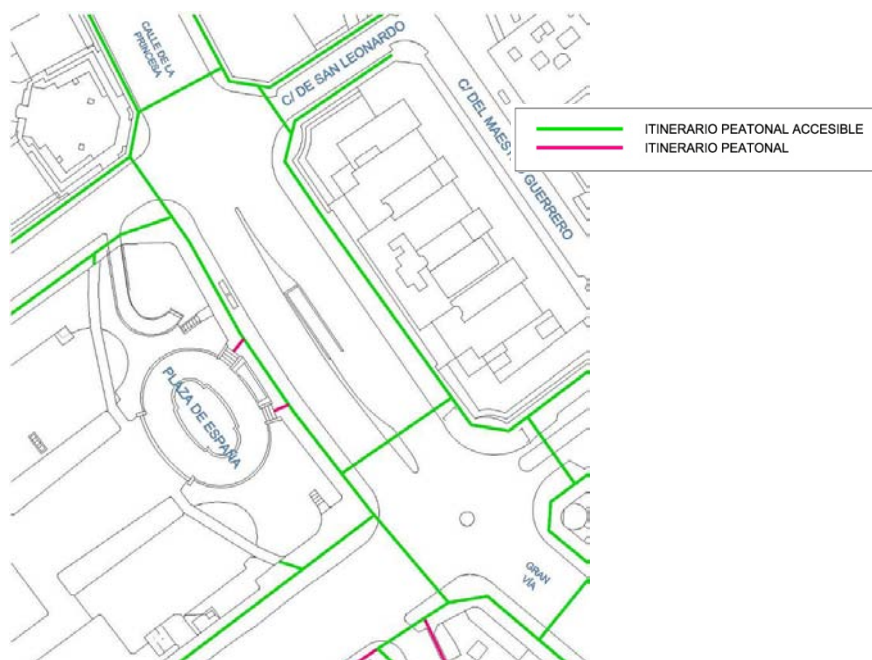 CALLE DE LA
PRINCESA
C/ DE SAN LEONARDO
C/ DEL MAESTRO GUERRERO
ITINERARIO PEATONAL ACCESIBLE
ITINERARIO PEATONAL
PLAZA DE ESPAÑA
GRAN
VÍA